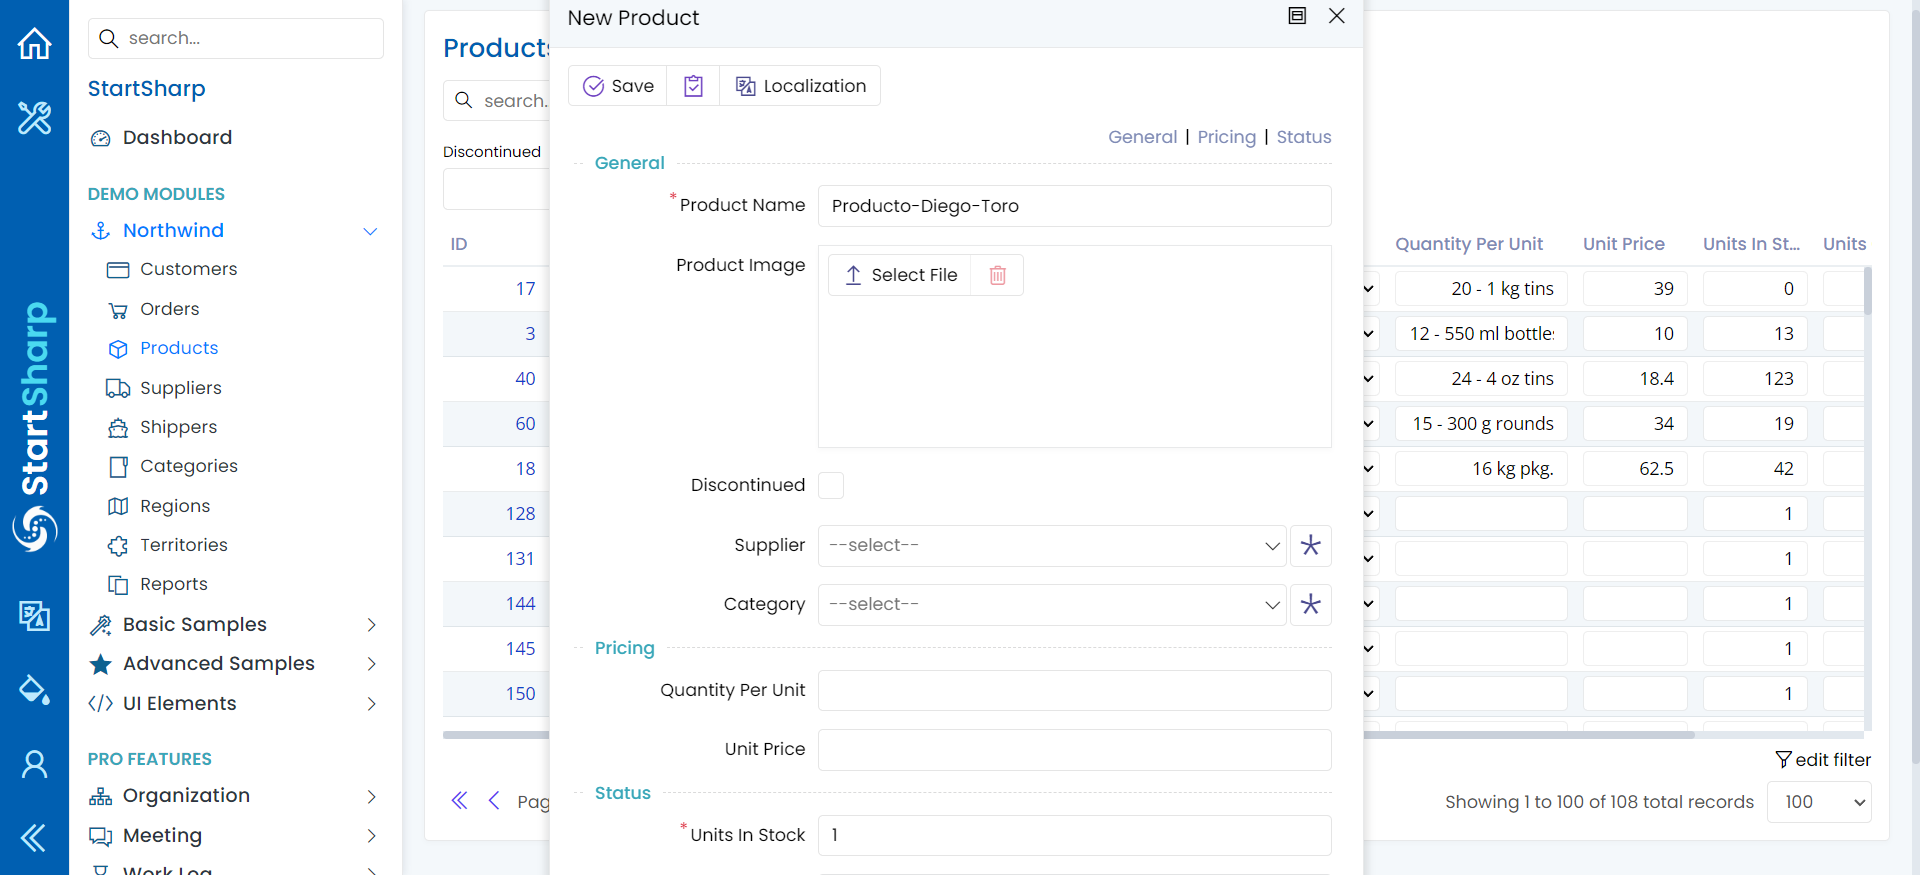 StartSharp
search...
StartSharp
Dashboard
DEMO MODULES
Northwind
Customers
Orders
Products
Suppliers
Shippers
Categories
Regions
Territories
Reports
Basic Samples
Advanced Samples
UI Elements
PRO FEATURES
Organization
Meeting
Work Log
Products
search.
Discontinued
ID
17
3
40
60
18
128
131
144
145
150
Pag
New Product
Save
Localization
General | Pricing | Status
General
*Product Name
Producto-Diego-Toro
Product Image
Select File
Discontinued
Supplier
--select--
Category
--select--
Pricing
Quantity Per Unit
Unit Price
Status
*Units In Stock
1
Quantity Per Unit Unit Price Units In St... Units
20 - 1 kg tins 39 0
12 - 550 ml bottles 10 13
24 - 4 oz tins 18.4 123
15 - 300 g rounds 34 19
16 kg pkg. 62.5 42
1
1
1
1
1
edit filter
Showing 1 to 100 of 108 total records
100